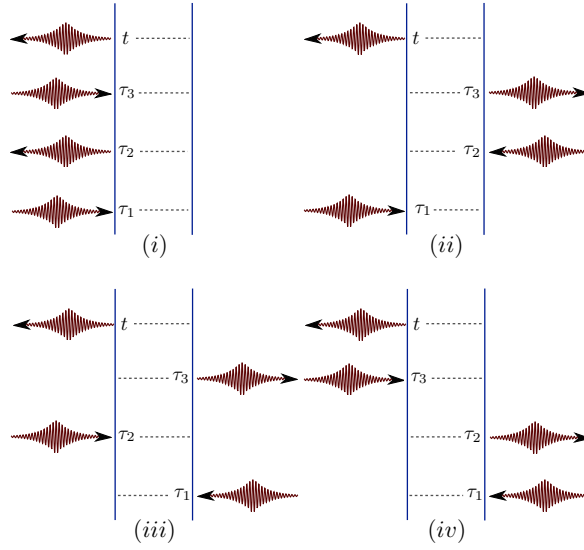 t t
τ₃ τ₃
τ₂ τ₂
τ₁ τ₁
(i) (ii)
t t
τ₃ τ₃
τ₂ τ₂
τ₁ τ₁
(iii) (iv)